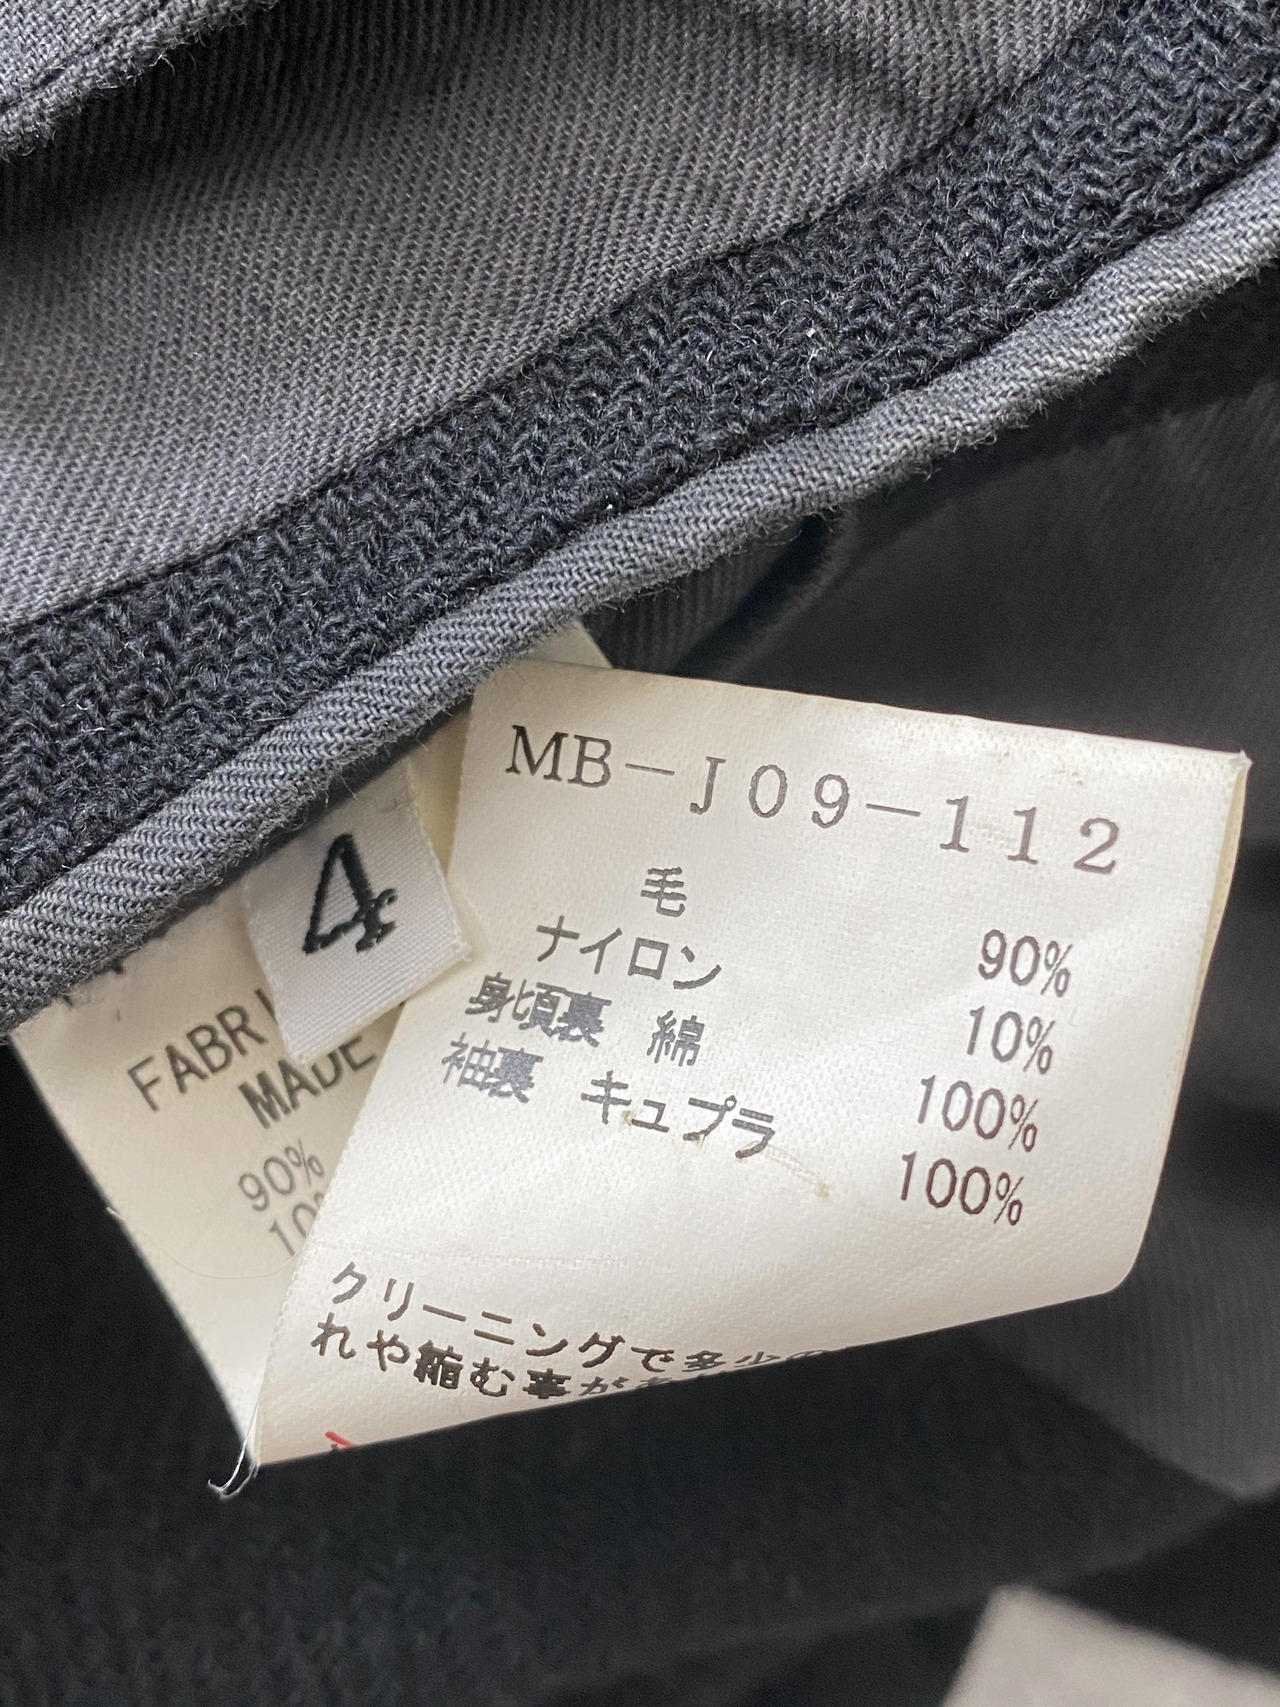 MB-J09-112
毛 90%
ナイロン 10%
身頃裏 綿 100%
袖裏 キュプラ 100%
クリーニングで多少の
れや縮む事が
4
FABRI
MADE
90%
10%